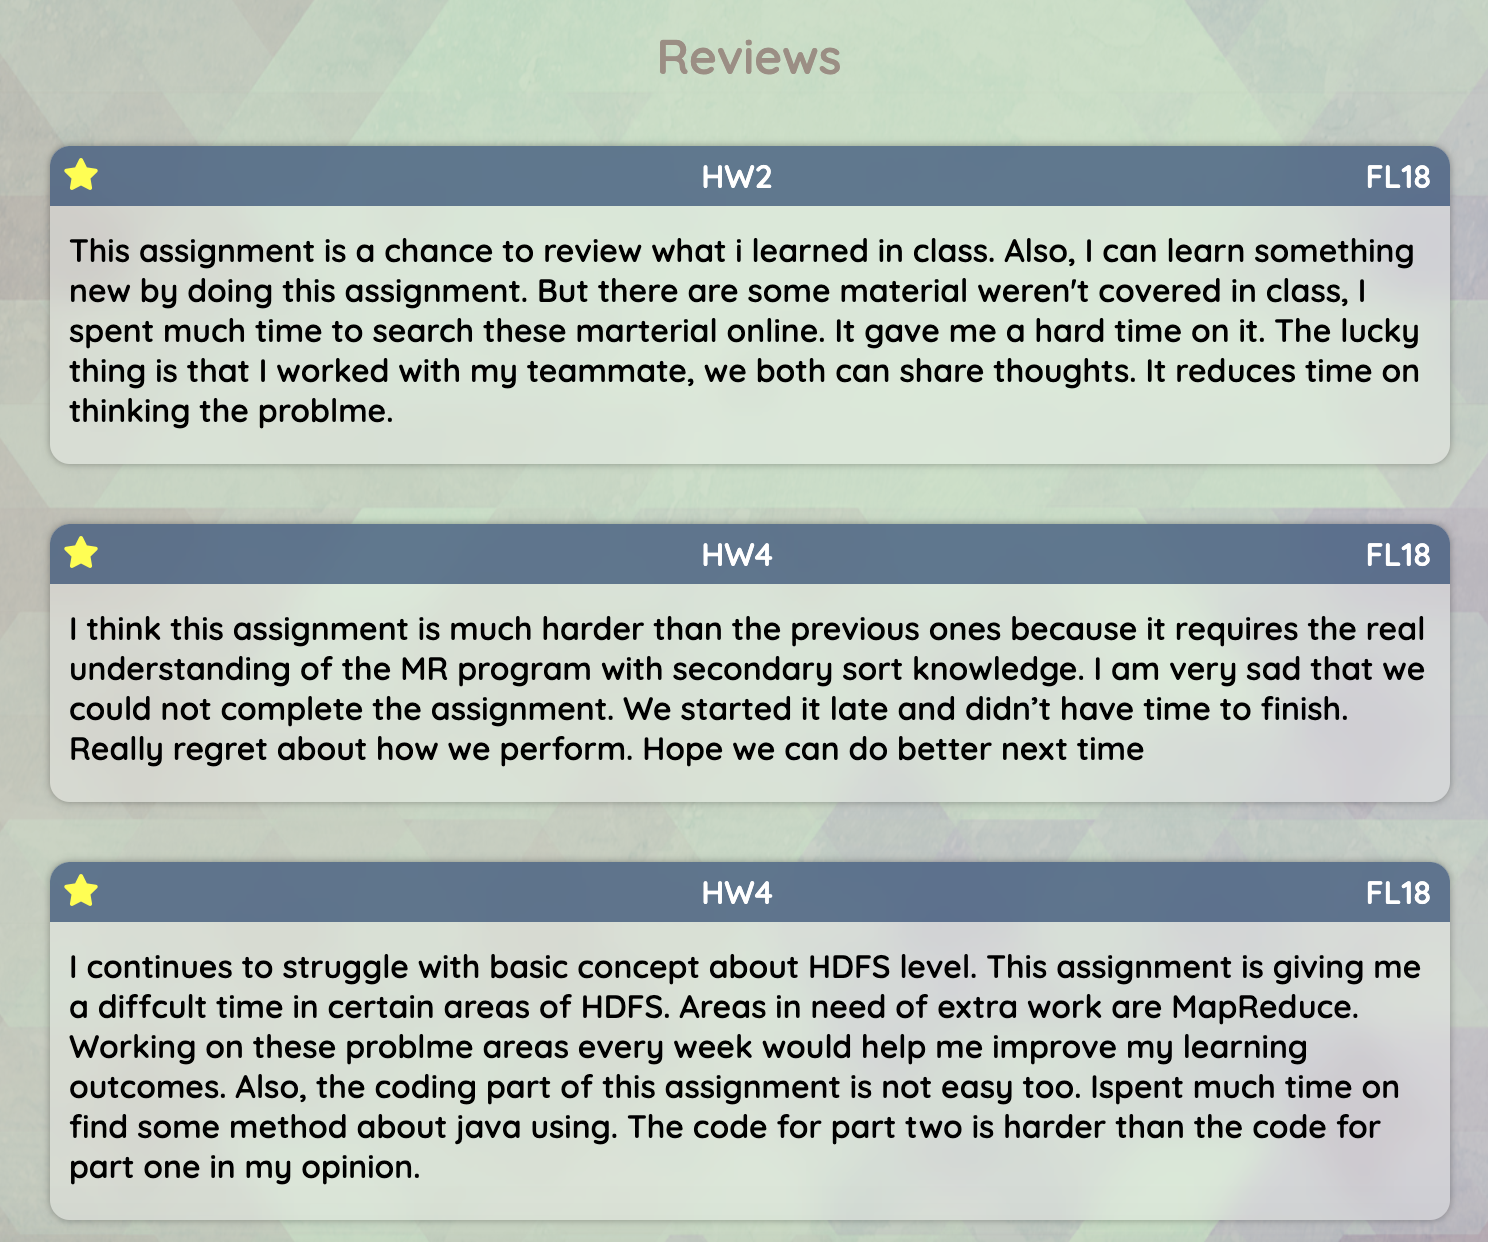 Reviews
HW2 FL18
This assignment is a chance to review what i learned in class. Also, I can learn something
new by doing this assignment. But there are some material weren't covered in class, I
spent much time to search these marterial online. It gave me a hard time on it. The lucky
thing is that I worked with my teammate, we both can share thoughts. It reduces time on
thinking the problme.
HW4 FL18
I think this assignment is much harder than the previous ones because it requires the real
understanding of the MR program with secondary sort knowledge. I am very sad that we
could not complete the assignment. We started it late and didn’t have time to finish.
Really regret about how we perform. Hope we can do better next time
HW4 FL18
I continues to struggle with basic concept about HDFS level. This assignment is giving me
a diffcult time in certain areas of HDFS. Areas in need of extra work are MapReduce.
Working on these problme areas every week would help me improve my learning
outcomes. Also, the coding part of this assignment is not easy too. Ispent much time on
find some method about java using. The code for part two is harder than the code for
part one in my opinion.